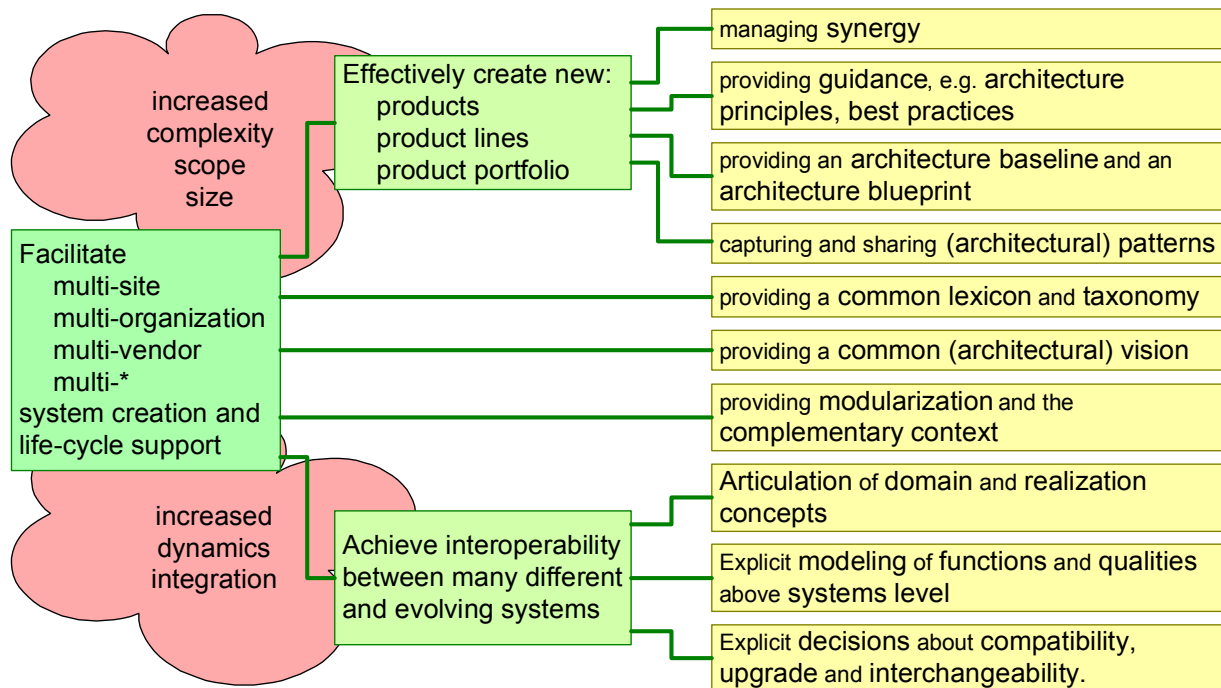 increased
complexity
scope
size
Facilitate
multi-site
multi-organization
multi-vendor
multi-*
system creation and
life-cycle support
increased
dynamics
integration
Effectively create new:
products
product lines
product portfolio
Achieve interoperability
between many different
and evolving systems
managing synergy
providing guidance, e.g. architecture
principles, best practices
providing an architecture baseline and an
architecture blueprint
capturing and sharing (architectural) patterns
providing a common lexicon and taxonomy
providing a common (architectural) vision
providing modularization and the
complementary context
Articulation of domain and realization
concepts
Explicit modeling of functions and qualities
above systems level
Explicit decisions about compatibility,
upgrade and interchangeability.